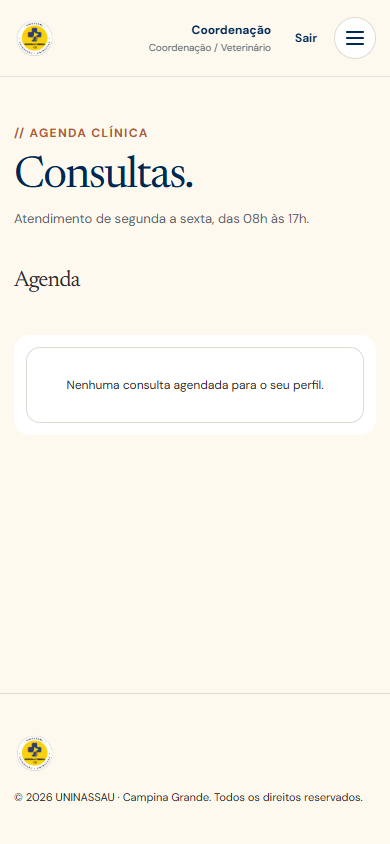 Coordenação
Coordenação / Veterinário
Sair
// AGENDA CLÍNICA
Consultas.
Atendimento de segunda a sexta, das 08h às 17h.
Agenda
Nenhuma consulta agendada para o seu perfil.
© 2026 UNINASSAU · Campina Grande. Todos os direitos reservados.